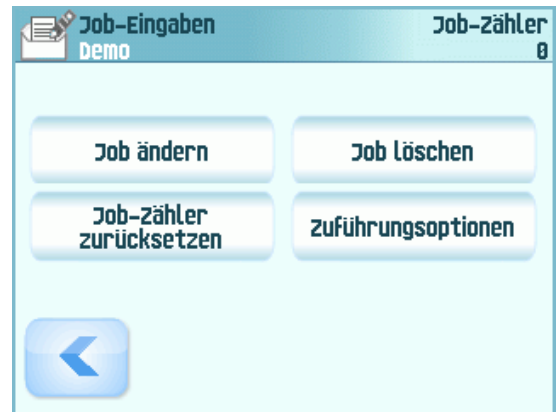 Job-Eingaben
Job-Zähler
Demo
0
Job ändern
Job löschen
Job-Zähler
zurücksetzen
Zuführungsoptionen